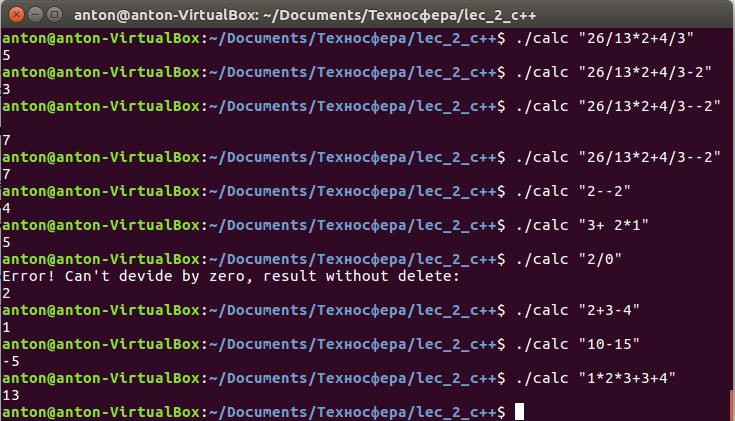 anton@anton-VirtualBox: ~/Documents/Техносфера/lec_2_c++
anton@anton-VirtualBox:~/Documents/Техносфера/lec_2_c++$ ./calc "26/13*2+4/3"
5
anton@anton-VirtualBox:~/Documents/Техносфера/lec_2_c++$ ./calc "26/13*2+4/3-2"
3
anton@anton-VirtualBox:~/Documents/Техносфера/lec_2_c++$ ./calc "26/13*2+4/3--2"
7
anton@anton-VirtualBox:~/Documents/Техносфера/lec_2_c++$ ./calc "26/13*2+4/3--2"
7
anton@anton-VirtualBox:~/Documents/Техносфера/lec_2_c++$ ./calc "2--2"
4
anton@anton-VirtualBox:~/Documents/Техносфера/lec_2_c++$ ./calc "3+ 2*1"
5
anton@anton-VirtualBox:~/Documents/Техносфера/lec_2_c++$ ./calc "2/0"
Error! Can't devide by zero, result without delete:
2
anton@anton-VirtualBox:~/Documents/Техносфера/lec_2_c++$ ./calc "2+3-4"
1
anton@anton-VirtualBox:~/Documents/Техносфера/lec_2_c++$ ./calc "10-15"
-5
anton@anton-VirtualBox:~/Documents/Техносфера/lec_2_c++$ ./calc "1*2*3+3+4"
13
anton@anton-VirtualBox:~/Documents/Техносфера/lec_2_c++$